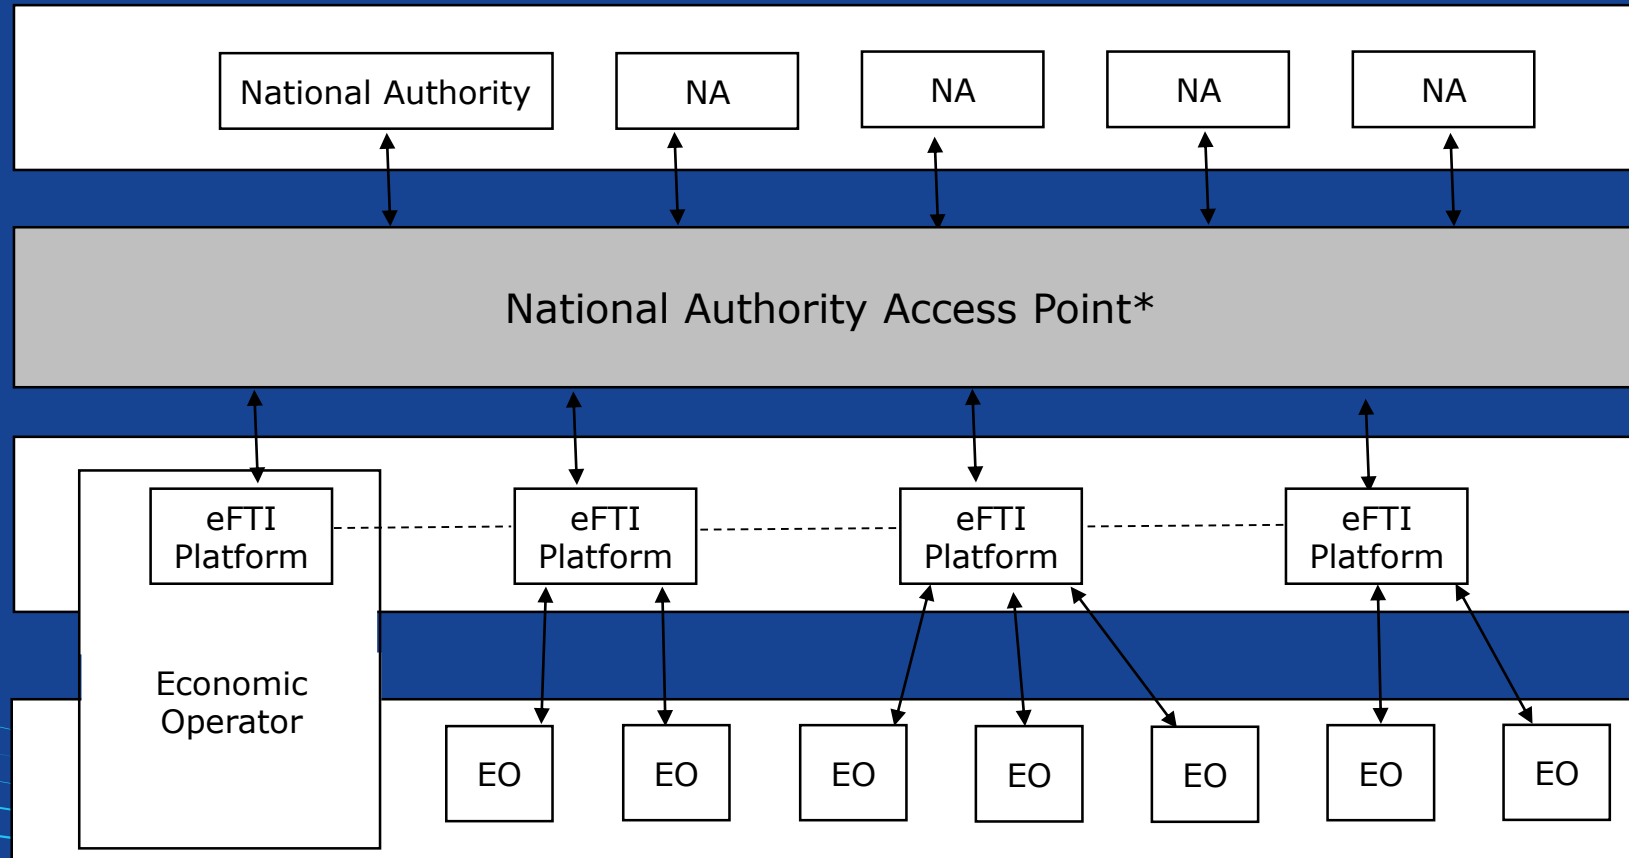 National Authority
NA
NA
NA
NA
National Authority Access Point*
eFTI
Platform
eFTI
Platform
eFTI
Platform
eFTI
Platform
Economic
Operator
EO
EO
EO
EO
EO
EO
EO